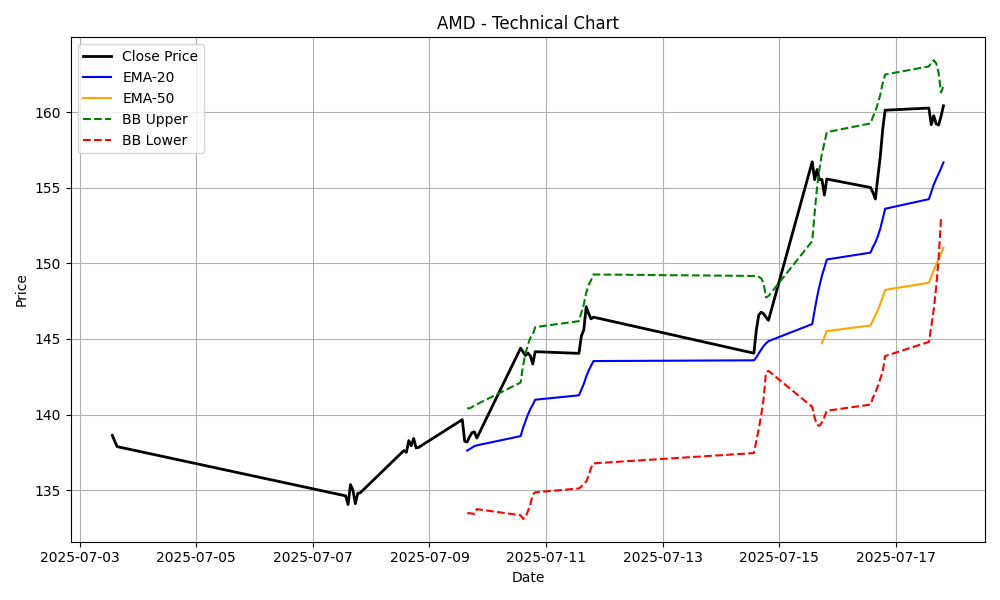 AMD - Technical Chart
Close Price
EMA-20
EMA-50
BB Upper
BB Lower
Price
160
155
150
145
140
135
2025-07-03 2025-07-05 2025-07-07 2025-07-09 2025-07-11 2025-07-13 2025-07-15 2025-07-17
Date